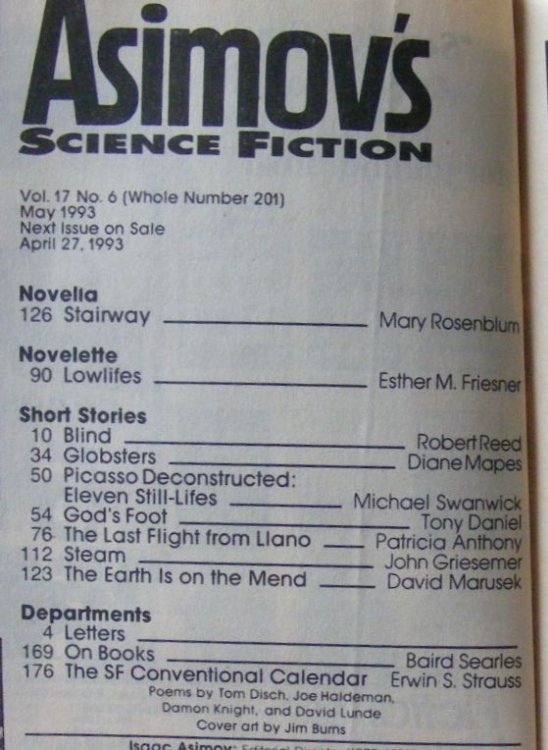 Asimov's
SCIENCE FICTION
Vol. 17 No. 6 (Whole Number 201)
May 1993
Next Issue on Sale
April 27, 1993
Novella
126 Stairway Mary Rosenblum
Novelette
90 Lowlifes Esther M. Friesner
Short Stories
10 Blind Robert Reed
34 Globsters Diane Mapes
50 Picasso Deconstructed:
Eleven Still-Lifes Michael Swanwick
54 God's Foot Tony Daniel
76 The Last Flight from Llano Patricia Anthony
112 Steam John Griesemer
123 The Earth Is on the Mend David Marusek
Departments
4 Letters
169 On Books Baird Searles
176 The SF Conventional Calendar Erwin S. Strauss
Poems by Tom Disch, Joe Haldeman,
Damon Knight, and David Lunde
Cover art by Jim Burns
Isaac Asimov: